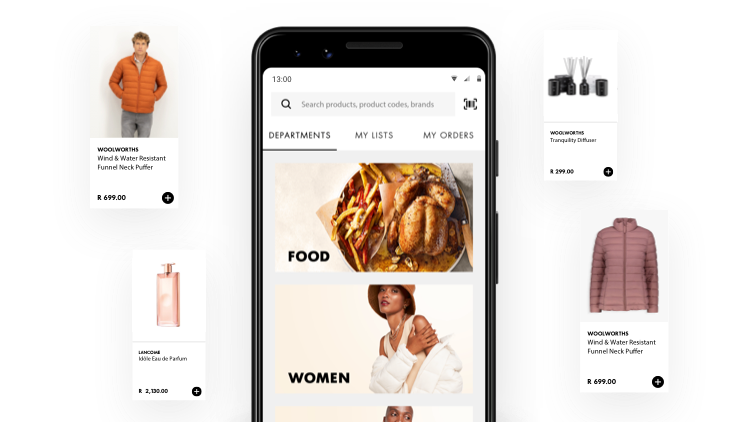 WOOLWORTHS
Wind & Water Resistant
Funnel Neck Puffer
R 699.00
LANCOME
Idôle Eau de Parfum
R 2,130.00
13:00
Search products, product codes, brands
DEPARTMENTS MY LISTS MY ORDERS
FOOD
WOMEN
WOOLWORTHS
Tranquility Diffuser
R 299.00
WOOLWORTHS
Wind & Water Resistant
Funnel Neck Puffer
R 699.00